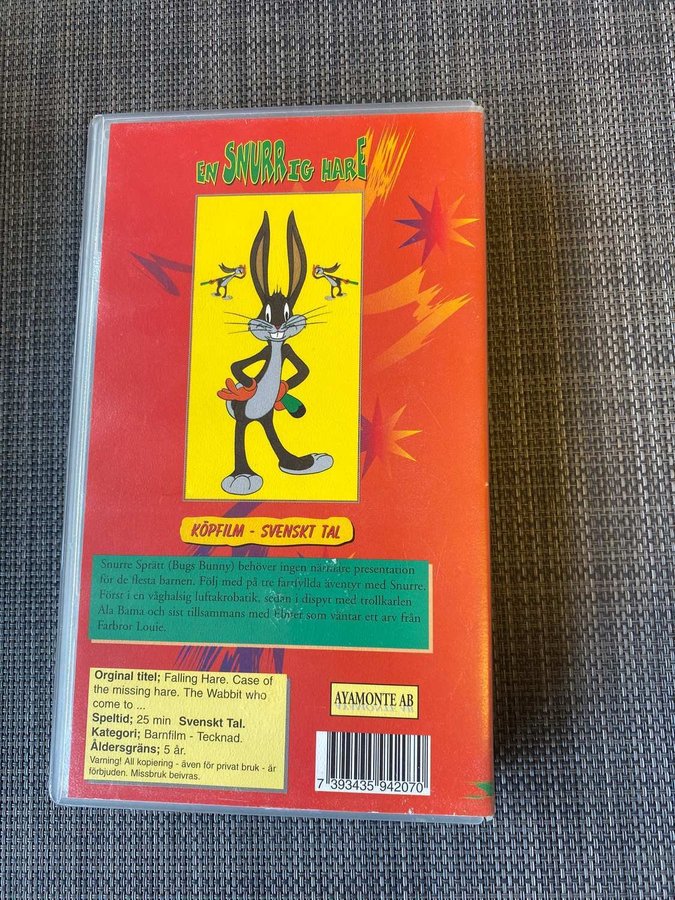 EN SNURRIG HARE
KÖPFILM - SVENSKT TAL
Snurre Sprätt (Bugs Bunny) behöver ingen närmare presentation
för de flesta barnen. Följ med på tre fartfyllda äventyr med Snurre.
Först i en våghalsig luftakrobatik, sedan i dispyt med trollkarlen
Ala Bama och sist tillsammans med Elmer som väntar ett arv från
Farbror Louie.
Orginal titel; Falling Hare. Case of
the missing hare. The Wabbit who
come to ...
Speltid; 25 min Svenskt Tal.
Kategori; Barnfilm - Tecknad.
Åldersgräns; 5 år.
Varning! All kopiering - även för privat bruk - är
förbjuden. Missbruk beivras.
AYAMONTE AB
7 393435 942070